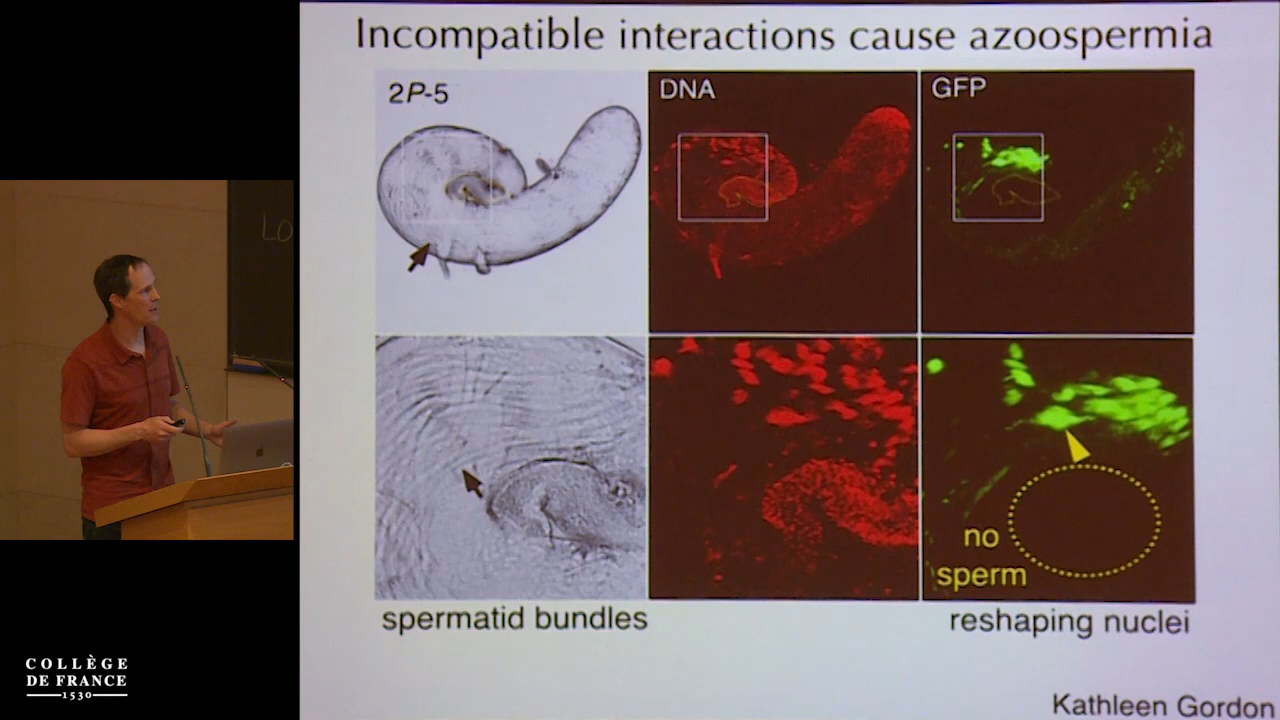 Incompatible interactions cause azoospermia
2P-5
DNA
GFP
Lo
no
sperm
spermatid bundles
reshaping nuclei
Kathleen Gordon
COLLÈGE
DE FRANCE
1530